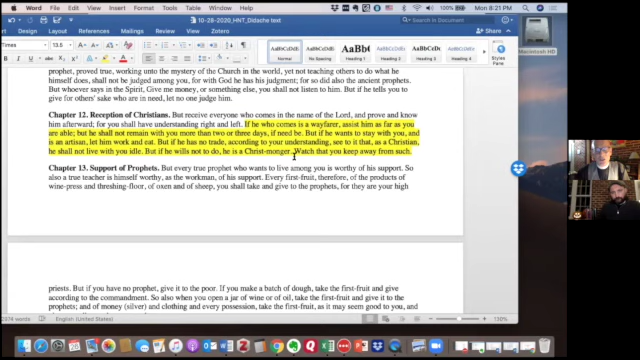 Word File Edit View Insert Format Tools Table Window Help
Mon 8:21 PM
10-28-2020_HNT_Didache text
Zotero
Times
13.5
AaBbCcDdEe
AaBbCcDdEe
AaBbC
AaBbCcD
AaBbCcDdE
Normal
No Spacing
Heading 1
Heading 2
Heading 3
Styles
Pane
Macintosh HD
prophet, proved true, working unto the mystery of the Church in the world, yet not teaching others to do what he
himself does, shall not be judged among you, for with God he has his judgment; for so did also the ancient prophets.
But whoever says in the Spirit, Give me money, or something else, you shall not listen to him. But if he tells you to
give for others' sake who are in need, let no one judge him.
Chapter 12. Reception of Christians. But receive everyone who comes in the name of the Lord, and prove and know
him afterward; for you shall have understanding right and left. If he who comes is a wayfarer, assist him as far as you
are able; but he shall not remain with you more than two or three days, if need be. But if he wants to stay with you, and
is an artisan, let him work and eat. But if he has no trade, according to your understanding, see to it that, as a Christian,
he shall not live with you idle. But if he wills not to do, he is a Christ-monger. Watch that you keep away from such.
Chapter 13. Support of Prophets. But every true prophet who wants to live among you is worthy of his support. So
also a true teacher is himself worthy, as the workman, of his support. Every first-fruit, therefore, of the products of
wine-press and threshing-floor, of oxen and of sheep, you shall take and give to the prophets, for they are your high
priests. But if you have no prophet, give it to the poor. If you make a batch of dough, take the first-fruit and give
according to the commandment. So also when you open a jar of wine or of oil, take the first-fruit and give it to the
prophets; and of money (silver) and clothing and every possession, take the first-fruit, as it may seem good to you, and
English (United States)
Focus
130%